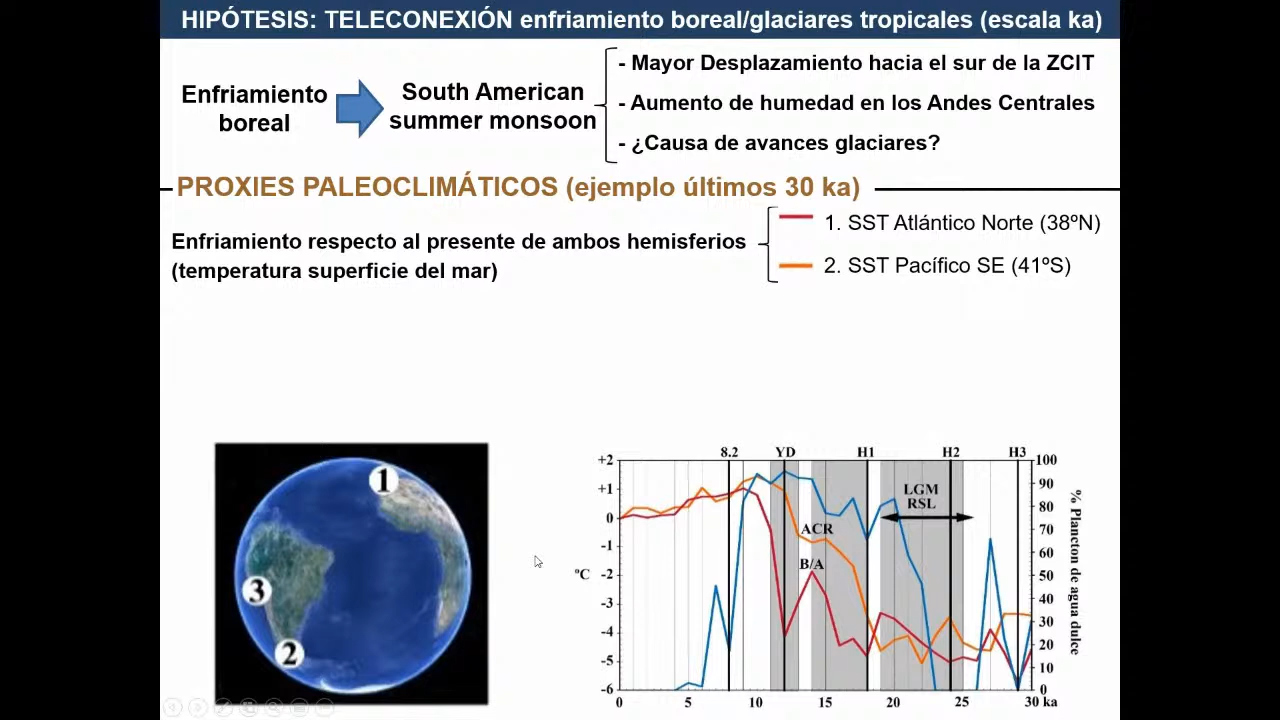 HIPÓTESIS: TELECONEXIÓN enfriamiento boreal/glaciares tropicales (escala ka)
Enfriamiento
boreal
South American
summer monsoon
- Mayor Desplazamiento hacia el sur de la ZCIT
- Aumento de humedad en los Andes Centrales
- ¿Causa de avances glaciares?
PROXIES PALEOCLIMÁTICOS (ejemplo últimos 30 ka)
Enfriamiento respecto al presente de ambos hemisferios
(temperatura superficie del mar)
1. SST Atlántico Norte (38ºN)
2. SST Pacífico SE (41ºS)
1
3
2
8.2 YD H1 H2 H3
+2
+1
0
-1
-2
-3
-4
-5
-6
ºC
LGM
RSL
ACR
B/A
100
90
80
70
60
50
40
30
20
10
0
% Plancton de agua dulce
0 5 10 15 20 25 30 ka